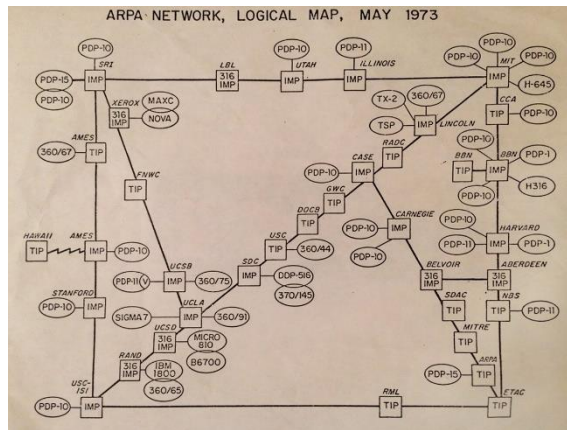 ARPA NETWORK, LOGICAL MAP, MAY 1973
PDP-10
SRI
IMP
PDP-15
PDP-10
LBL
316
IMP
PDP-10
UTAH
IMP
PDP-11
ILLINOIS
IMP
PDP-10
PDP-10
PDP-10
MIT
IMP
H-645
XEROX
316
IMP
MAXC
NOVA
TX-2
360/67
TSP
IMP
LINCOLN
CCA
TIP
PDP-10
AMES
360/67
TIP
RADC
TIP
BBN
TIP
PDP-10
BBN
IMP
PDP-1
PDP-10
H316
FNWC
TIP
CASE
PDP-10
IMP
GWC
TIP
DOCB
TIP
HAWAII
TIP
AMES
IMP
PDP-10
USC
TIP
360/44
CARNEGIE
PDP-10
IMP
PDP-10
HARVARD
PDP-10
PDP-11
IMP
PDP-1
STANFORD
PDP-10
IMP
UCSB
PDP-11
V
IMP
360/75
SDC
IMP
DDP-516
370/145
BELVOIR
316
IMP
ABERDEEN
316
IMP
UCLA
SIGMA7
IMP
360/91
SDAC
TIP
NBS
TIP
PDP-11
UCSD
316
IMP
MICRO
810
B6700
MITRE
TIP
RAND
316
IMP
IBM
1800
360/65
ARPA
PDP-15
TIP
USC-
ISI
PDP-10
IMP
RML
TIP
ETAC
TIP